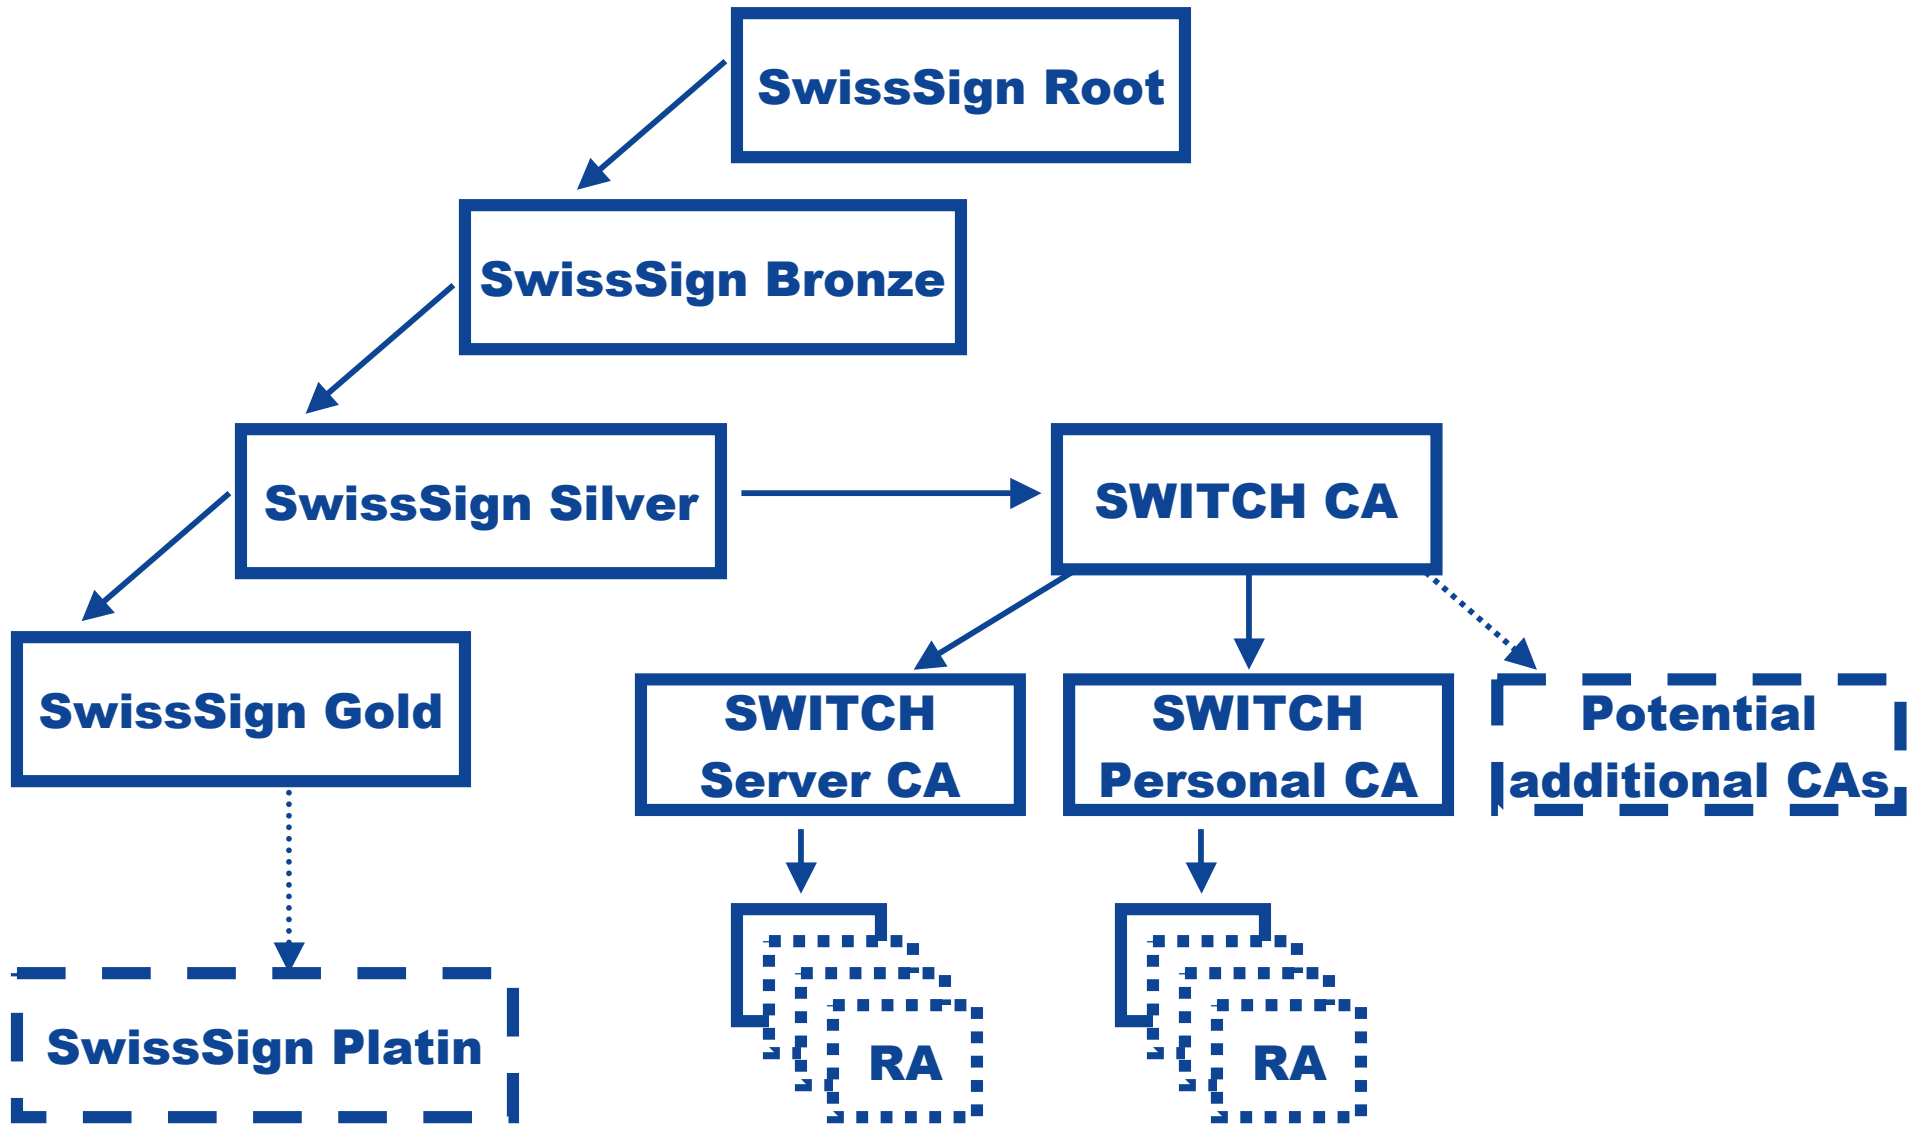 SwissSign Root
SwissSign Bronze
SwissSign Silver
SWITCH CA
SwissSign Gold
SWITCH
Server CA
SWITCH
Personal CA
Potential
additional CAs
SwissSign Platin
RA
RA